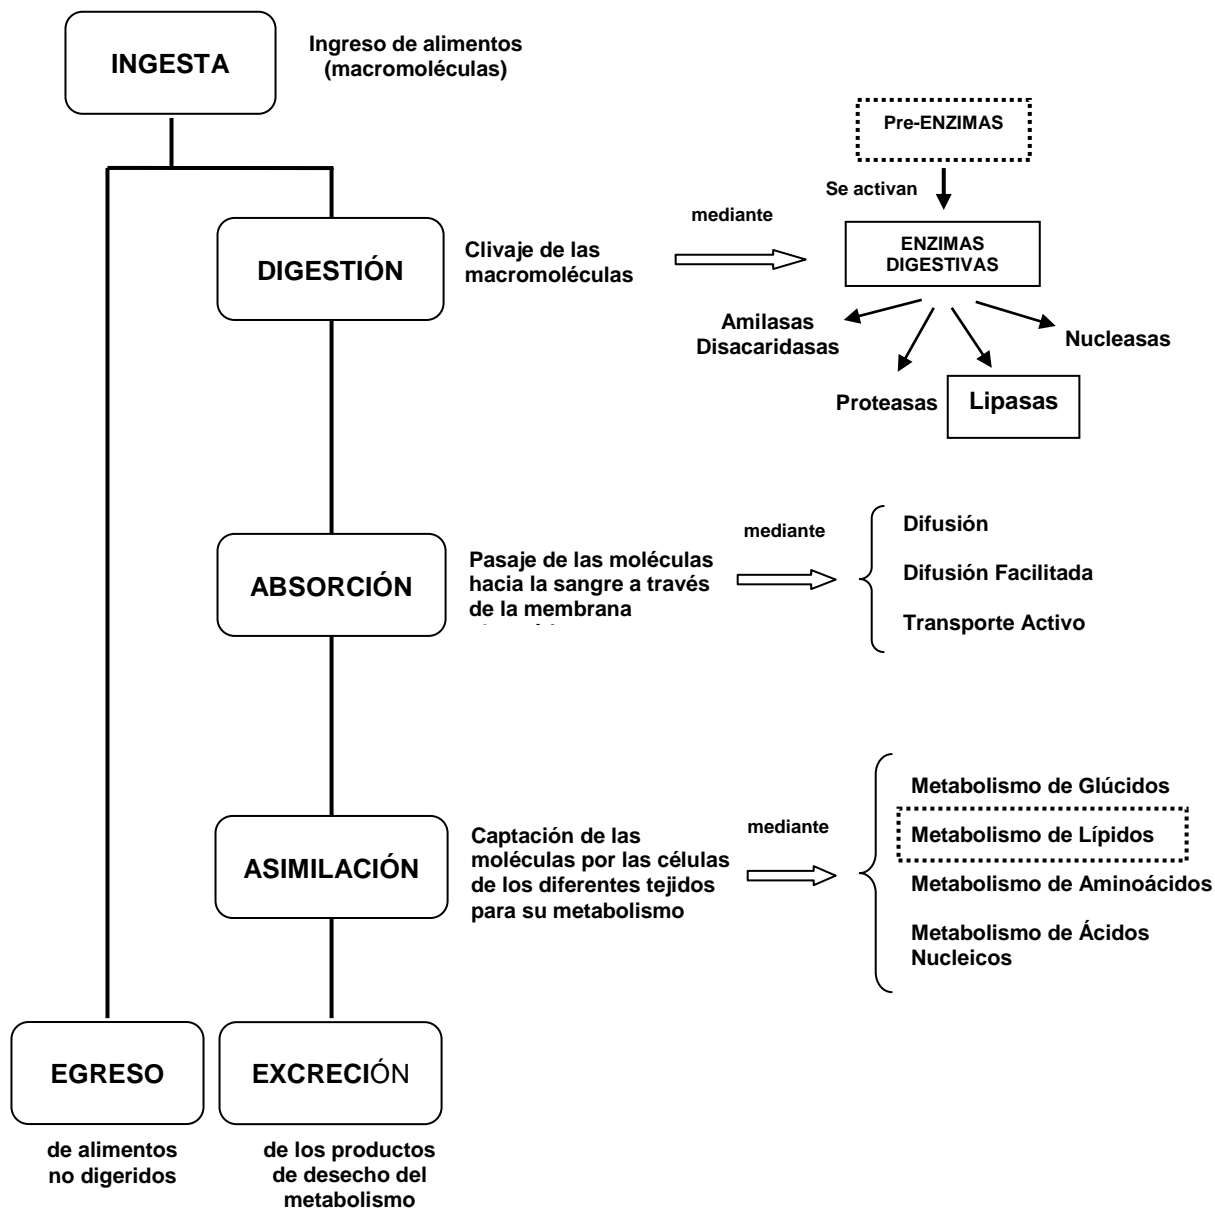 INGESTA
Ingreso de alimentos
(macromoléculas)
Pre-ENZIMAS
Se activan
mediante
ENZIMAS
DIGESTIVAS
DIGESTIÓN
Clivaje de las
macromoléculas
Amilasas
Disacaridasas
Nucleasas
Proteasas
Lipasas
ABSORCIÓN
Pasaje de las moléculas
hacia la sangre a través
de la membrana
mediante
Difusión
Difusión Facilitada
Transporte Activo
ASIMILACIÓN
Captación de las
moléculas por las células
de los diferentes tejidos
para su metabolismo
mediante
Metabolismo de Glúcidos
Metabolismo de Lípidos
Metabolismo de Aminoácidos
Metabolismo de Ácidos
Nucleicos
EGRESO
de alimentos
no digeridos
EXCRECIÓN
de los productos
de desecho del
metabolismo